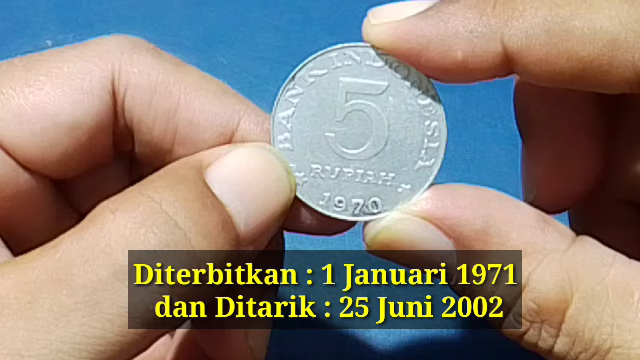 BANK INDONESIA
5
RUPIAH
1970
Diterbitkan : 1 Januari 1971
dan Ditarik : 25 Juni 2002